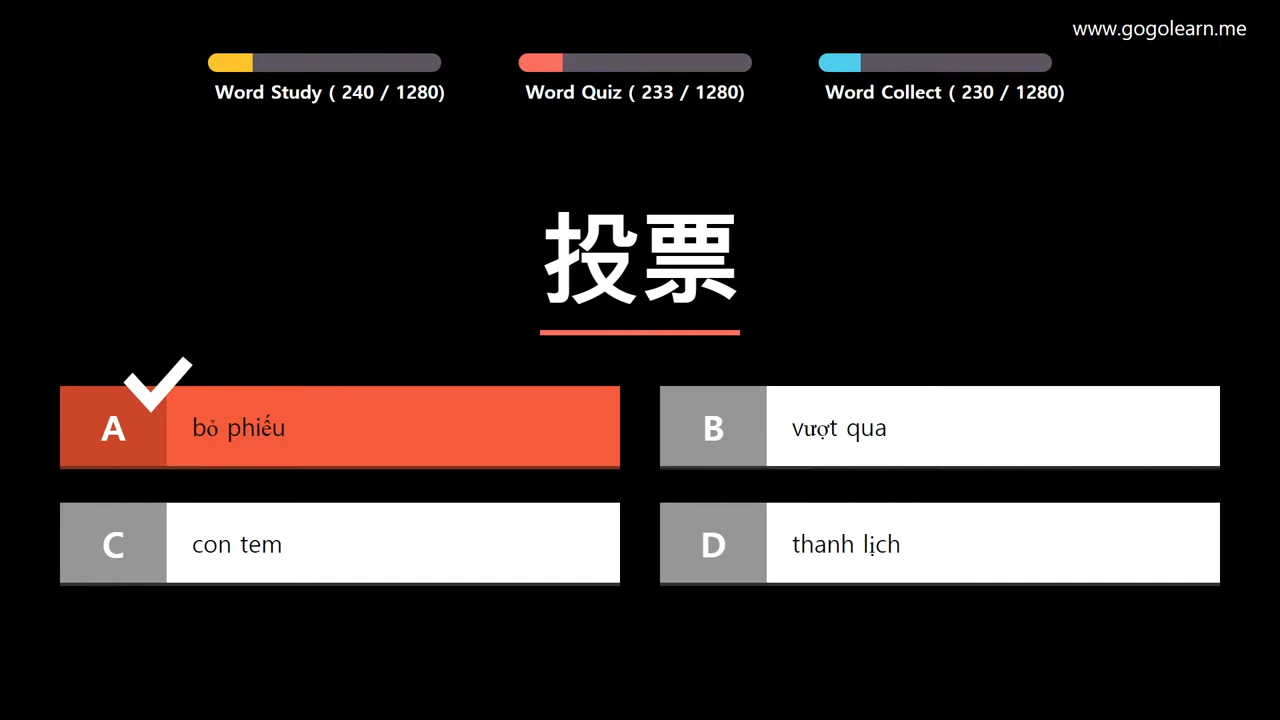 www.gogolearn.me
Word Study ( 240 / 1280)
Word Quiz ( 233 / 1280)
Word Collect ( 230 / 1280)
投票
A bỏ phiếu
B vượt qua
C con tem
D thanh lịch